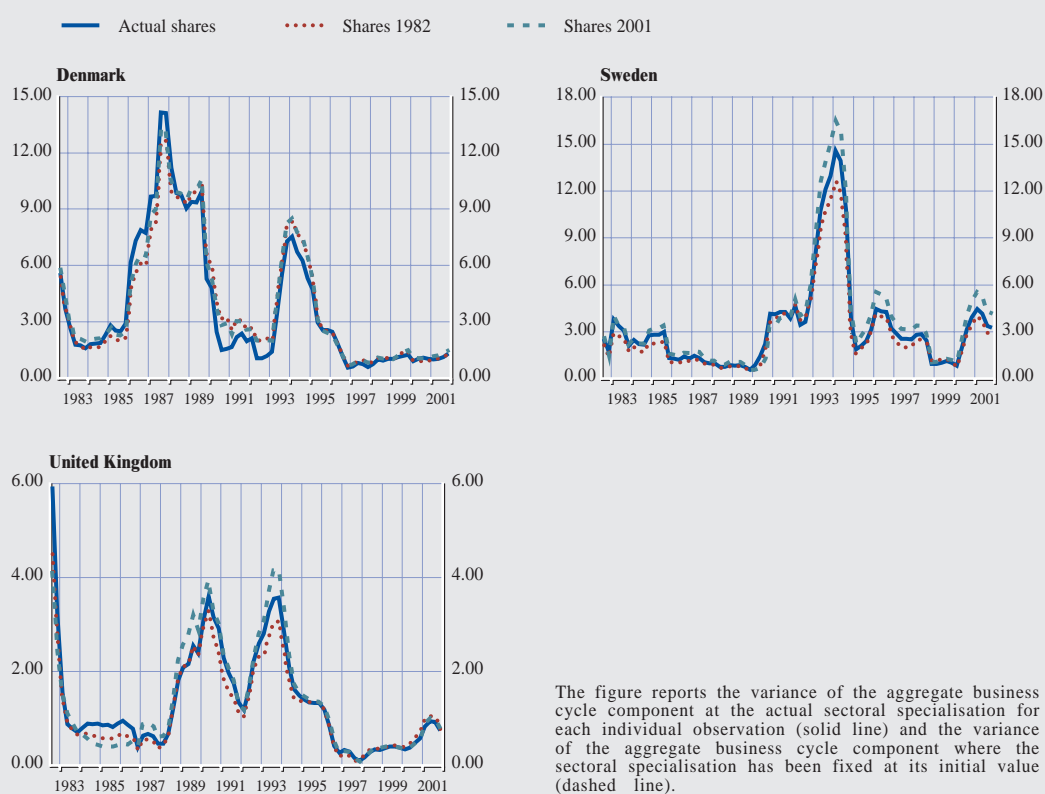 Actual shares Shares 1982 Shares 2001
Denmark
15.00 15.00
12.00 12.00
9.00 9.00
6.00 6.00
3.00 3.00
0.00 0.00
1983 1985 1987 1989 1991 1993 1995 1997 1999 2001
Sweden
18.00 18.00
15.00 15.00
12.00 12.00
9.00 9.00
6.00 6.00
3.00 3.00
0.00 0.00
1983 1985 1987 1989 1991 1993 1995 1997 1999 2001
United Kingdom
6.00 6.00
4.00 4.00
2.00 2.00
0.00 0.00
1983 1985 1987 1989 1991 1993 1995 1997 1999 2001
The figure reports the variance of the aggregate business
cycle component at the actual sectoral specialisation for
each individual observation (solid line) and the variance
of the aggregate business cycle component where the
sectoral specialisation has been fixed at its initial value
(dashed line).